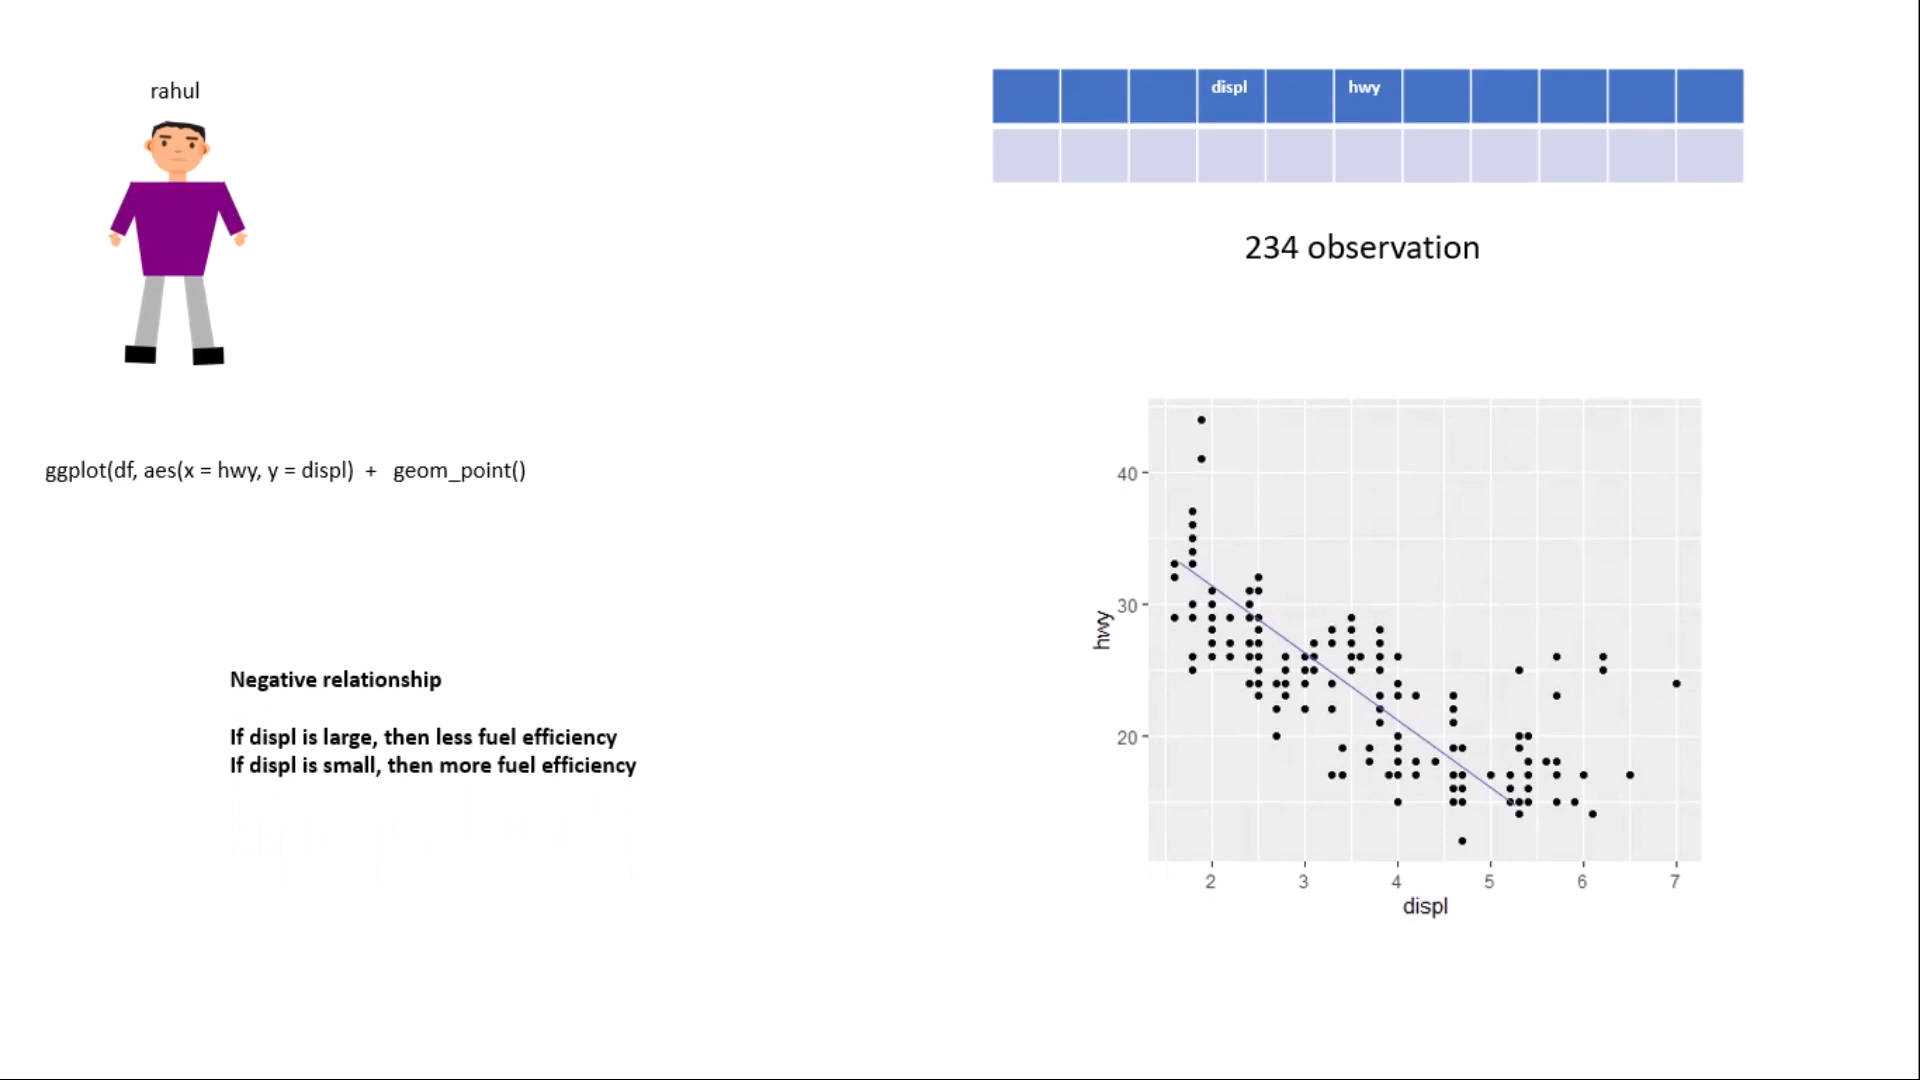 rahul
displ hwy
234 observation
ggplot(df, aes(x = hwy, y = displ) + geom_point()
Negative relationship
If displ is large, then less fuel efficiency
If displ is small, then more fuel efficiency
40
30
20
hwy
2 3 4 5 6 7
displ